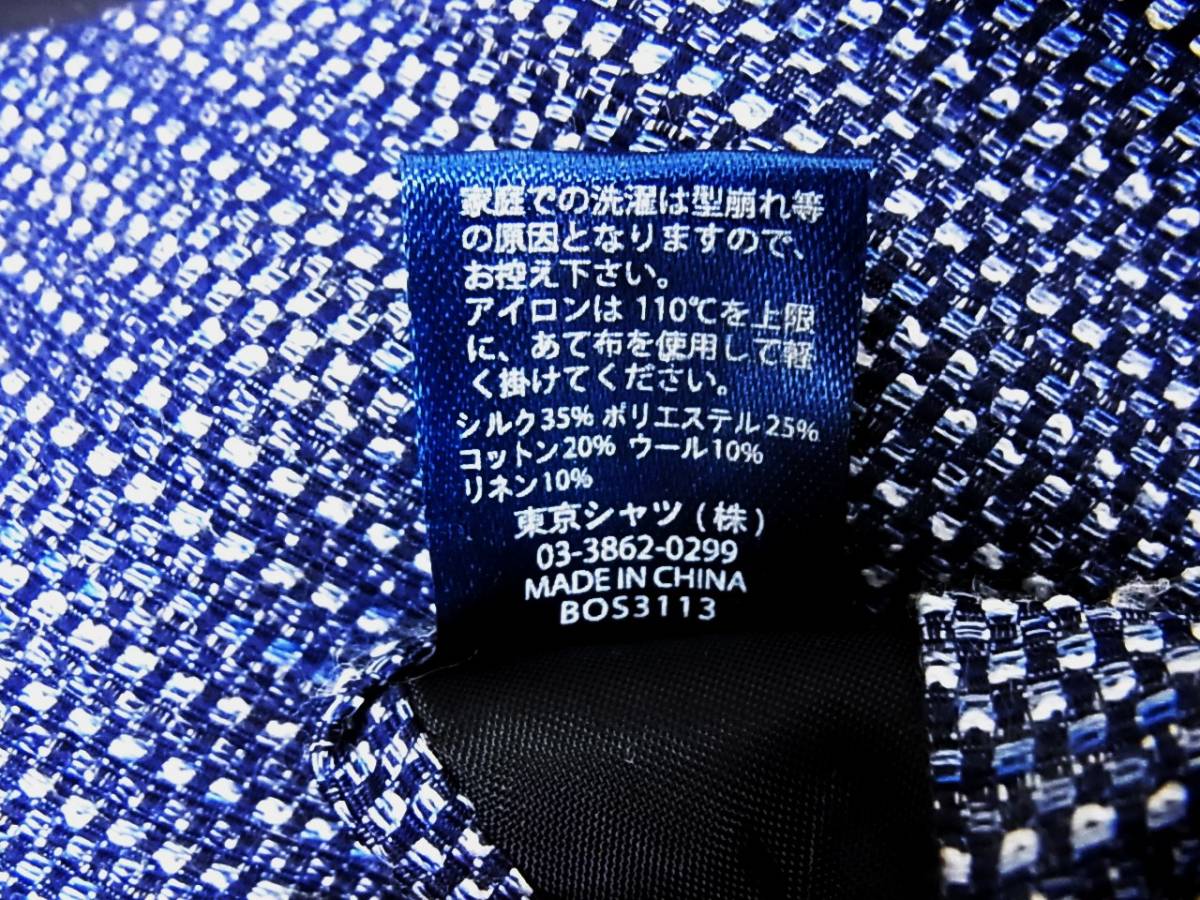 家庭での洗濯は型崩れ等
の原因となりますので、
お控え下さい。
アイロンは 110℃を上限
に、あて布を使用して軽
く掛けてください。
シルク35% ポリエステル 25%
コットン20% ウール10%
リネン10%
東京シャツ(株)
03-3862-0299
MADE IN CHINA
BOS3113